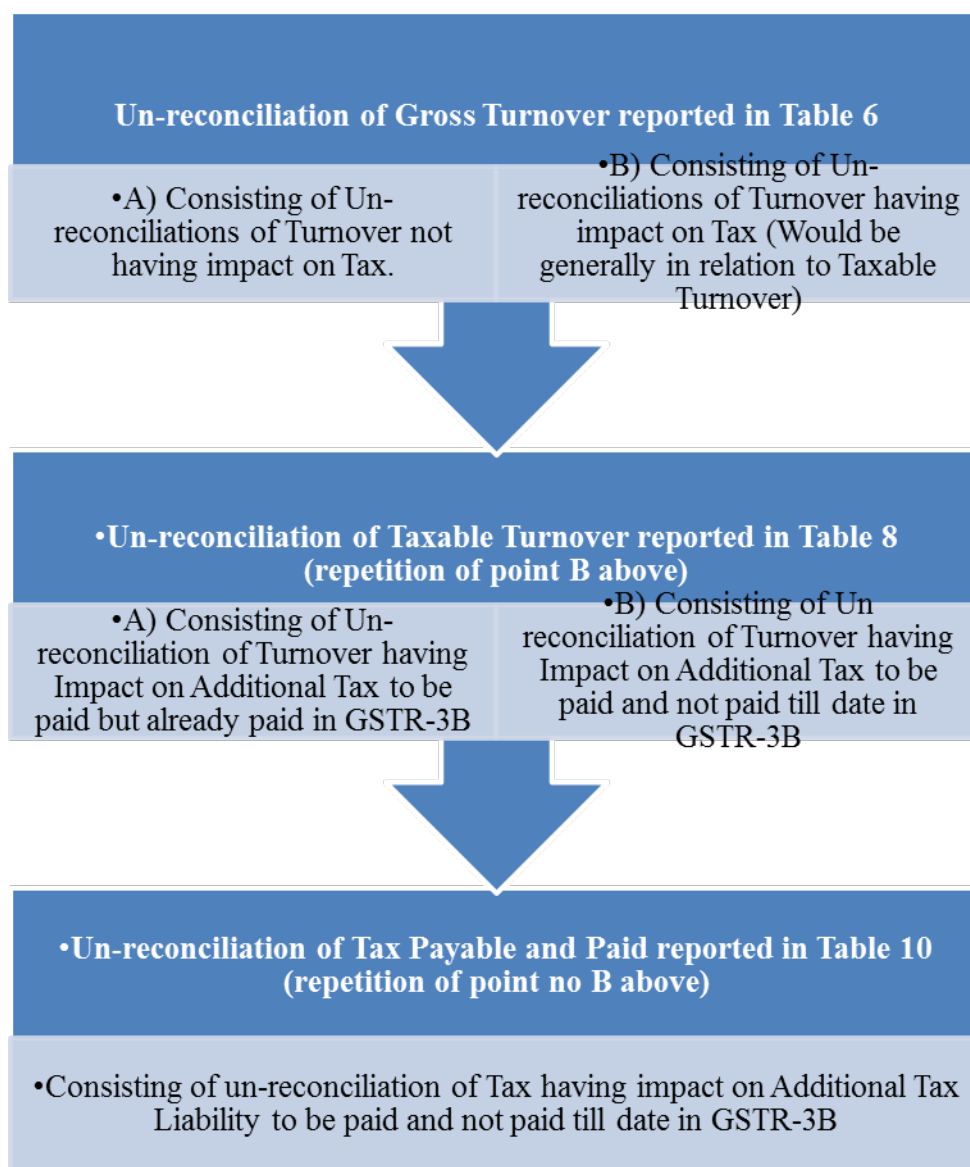 Un-reconciliation of Gross Turnover reported in Table 6
•A) Consisting of Un-
reconciliations of Turnover not
having impact on Tax.
•B) Consisting of Un-
reconciliations of Turnover having
impact on Tax (Would be
generally in relation to Taxable
Turnover)
•Un-reconciliation of Taxable Turnover reported in Table 8
(repetition of point B above)
•A) Consisting of Un-
reconciliation of Turnover having
Impact on Additional Tax to be
paid but already paid in GSTR-3B
•B) Consisting of Un
reconciliation of Turnover having
Impact on Additional Tax to be
paid and not paid till date in
GSTR-3B
•Un-reconciliation of Tax Payable and Paid reported in Table 10
(repetition of point no B above)
•Consisting of un-reconciliation of Tax having impact on Additional Tax
Liability to be paid and not paid till date in GSTR-3B